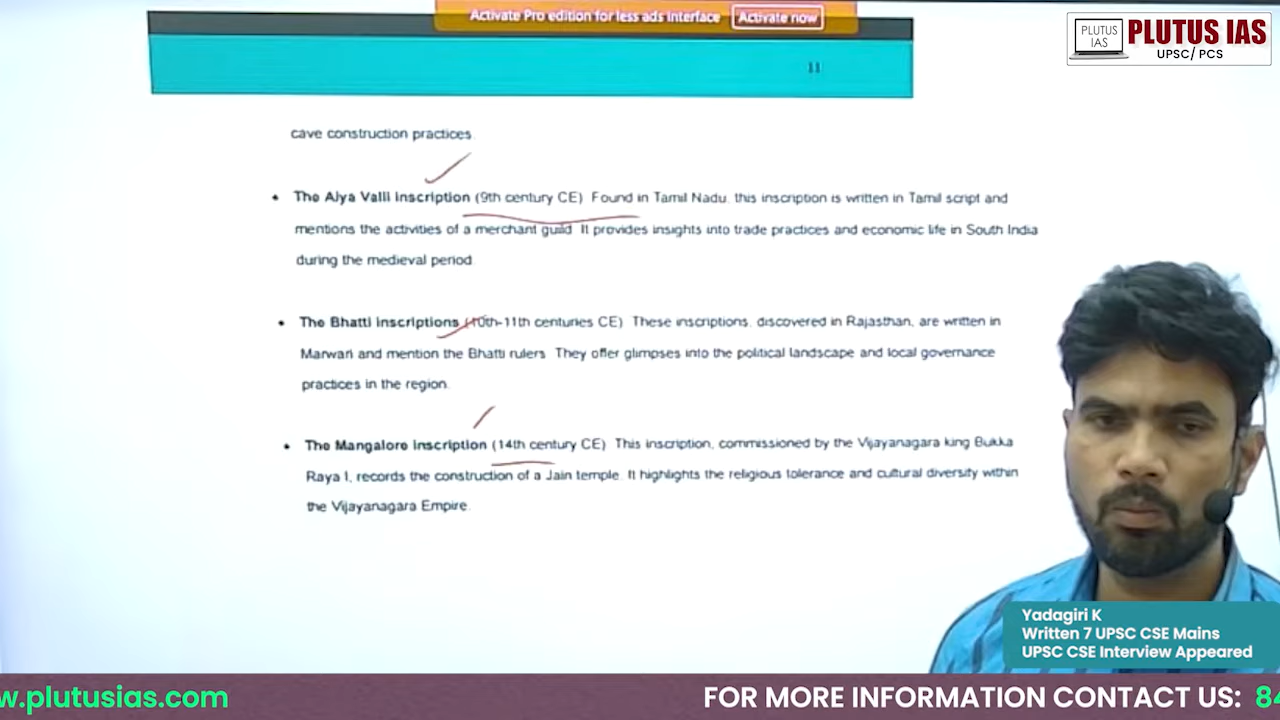 Activate Pro edition for less ads interface Activate now
PLUTUS IAS
PLUTUS IAS
UPSC/ PCS
11
cave construction practices
• The Aiya Valli inscription (9th century CE) Found in Tamil Nadu, this inscription is written in Tamil script and
mentions the activities of a merchant guild. It provides insights into trade practices and economic life in South India
during the medieval period
• The Bhatti inscriptions (10th-11th centuries CE) These inscriptions, discovered in Rajasthan, are written in
Marwari and mention the Bhatti rulers. They offer glimpses into the political landscape and local governance
practices in the region.
• The Mangalore inscription (14th century CE) This inscription, commissioned by the Vijayanagara king Bukka
Raya I, records the construction of a Jain temple. It highlights the religious tolerance and cultural diversity within
the Vijayanagara Empire.
Yadagiri K
Written 7 UPSC CSE Mains
UPSC CSE Interview Appeared
w.plutusias.com FOR MORE INFORMATION CONTACT US: 84